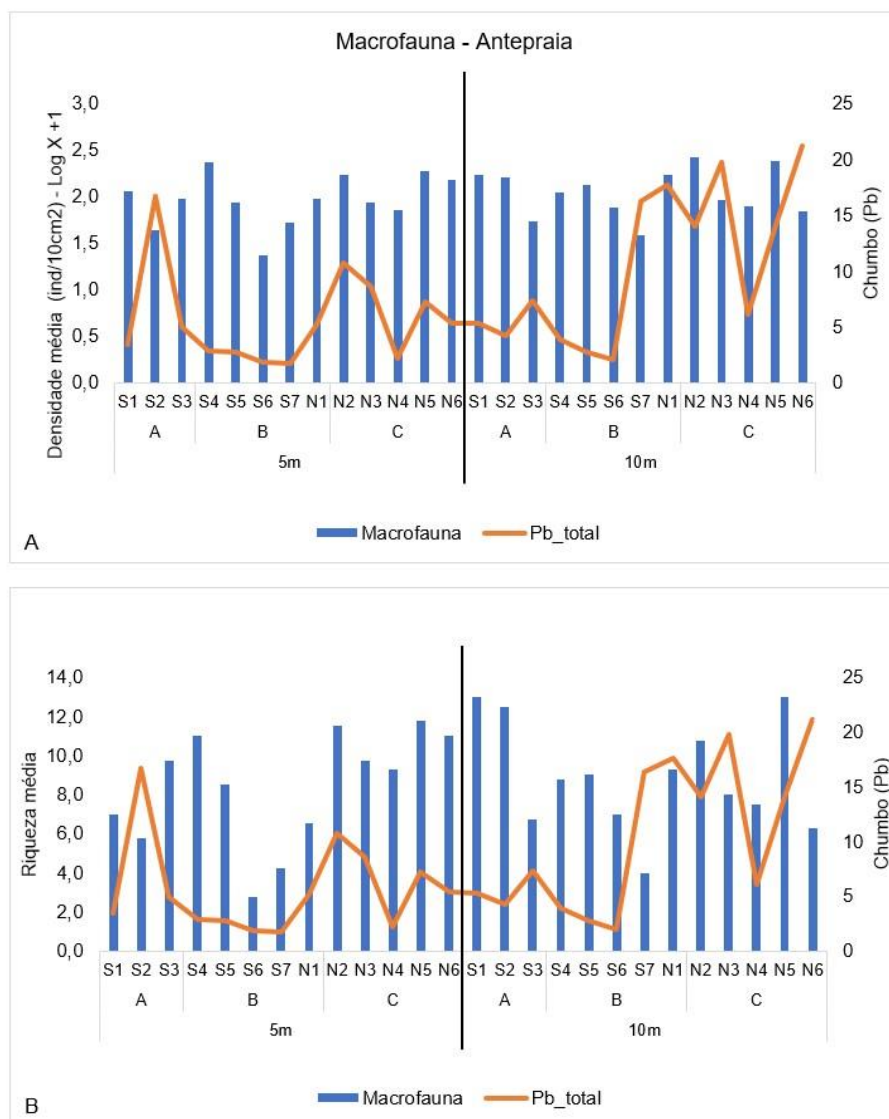 Macrofauna - Antepraia
Densidade média (ind/10cm2) - Log X +1
3,0
2,5
2,0
1,5
1,0
0,5
0,0
25
20
15
10
5
0
Chumbo (Pb)
S1 S2 S3 S4 S5 S6 S7 N1 N2 N3 N4 N5 N6 S1 S2 S3 S4 S5 S6 S7 N1 N2 N3 N4 N5 N6
A B C A B C
5m 10m
Macrofauna Pb_total
A
Riqueza média
14,0
12,0
10,0
8,0
6,0
4,0
2,0
0,0
25
20
15
10
5
0
Chumbo (Pb)
S1 S2 S3 S4 S5 S6 S7 N1 N2 N3 N4 N5 N6 S1 S2 S3 S4 S5 S6 S7 N1 N2 N3 N4 N5 N6
A B C A B C
5m 10m
Macrofauna Pb_total
B